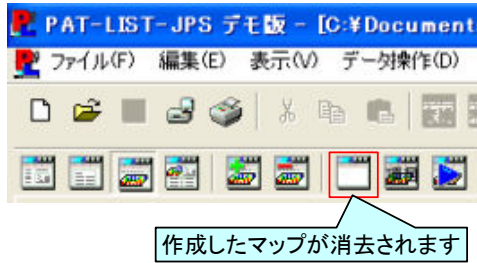 PAT-LIST-JPS デモ版 - [C:¥Document
ファイル(F) 編集(E) 表示(V) データ操作(D)
作成したマップが消去されます